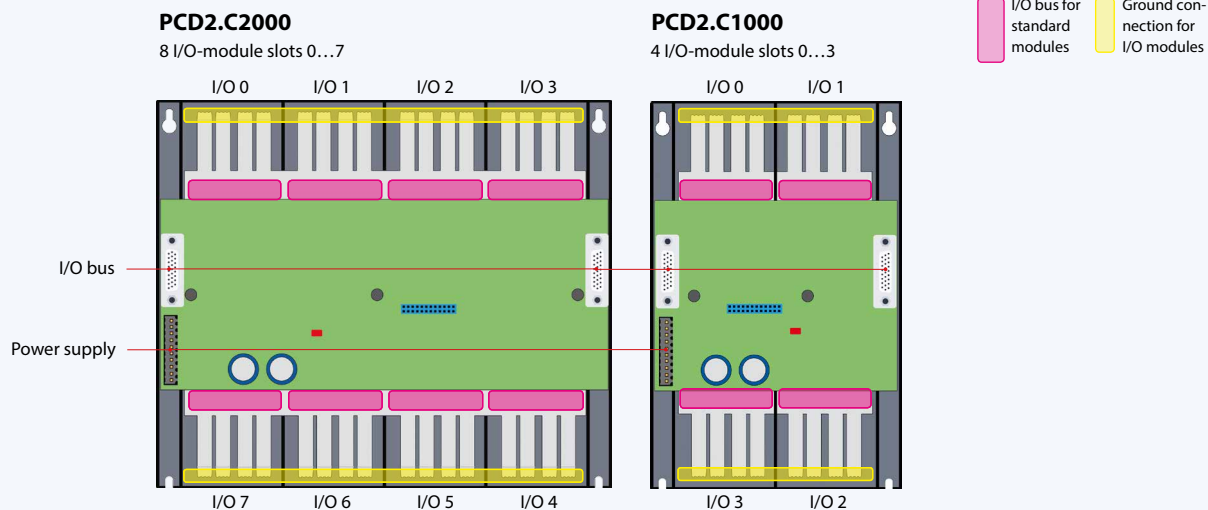 PCD2.C2000
8 I/O-module slots 0…7
I/O 0 I/O 1 I/O 2 I/O 3
I/O bus
Power supply
I/O 7 I/O 6 I/O 5 I/O 4
PCD2.C1000
4 I/O-module slots 0…3
I/O 0 I/O 1
I/O 3 I/O 2
I/O bus for
standard
modules
Ground con-
nection for
I/O modules